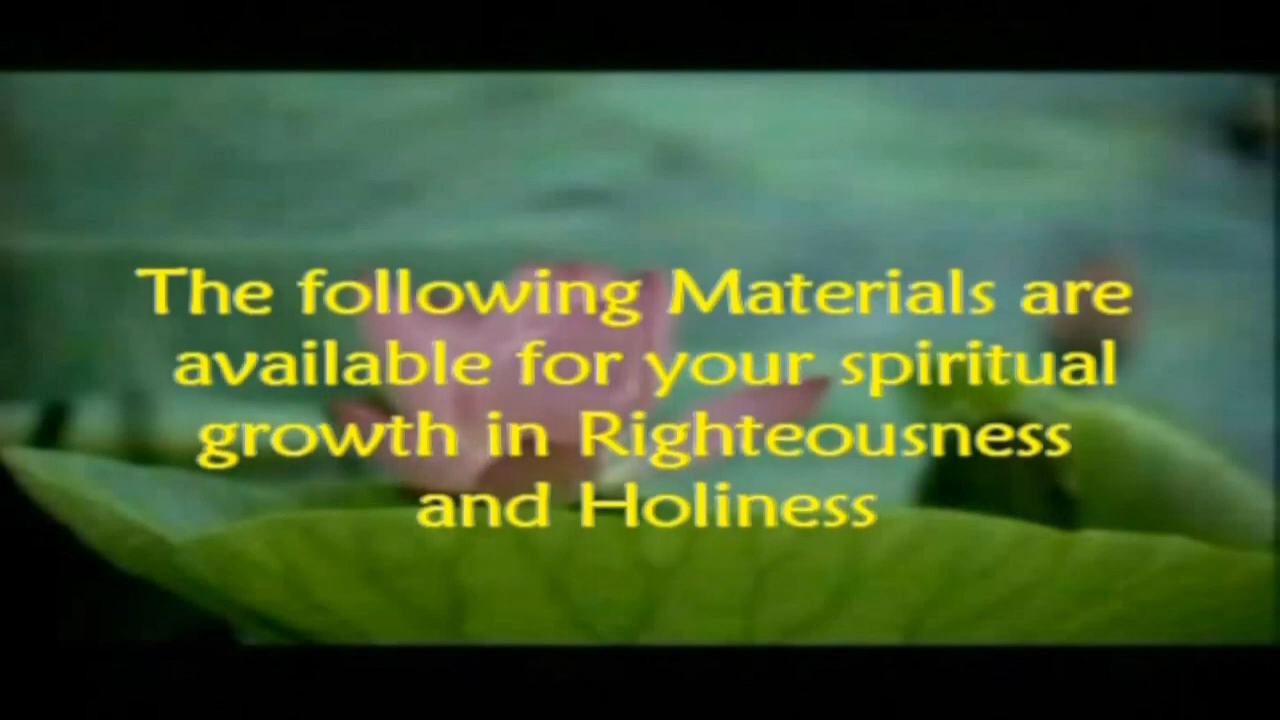 The following Materials are
available for your spiritual
growth in Righteousness
and Holiness